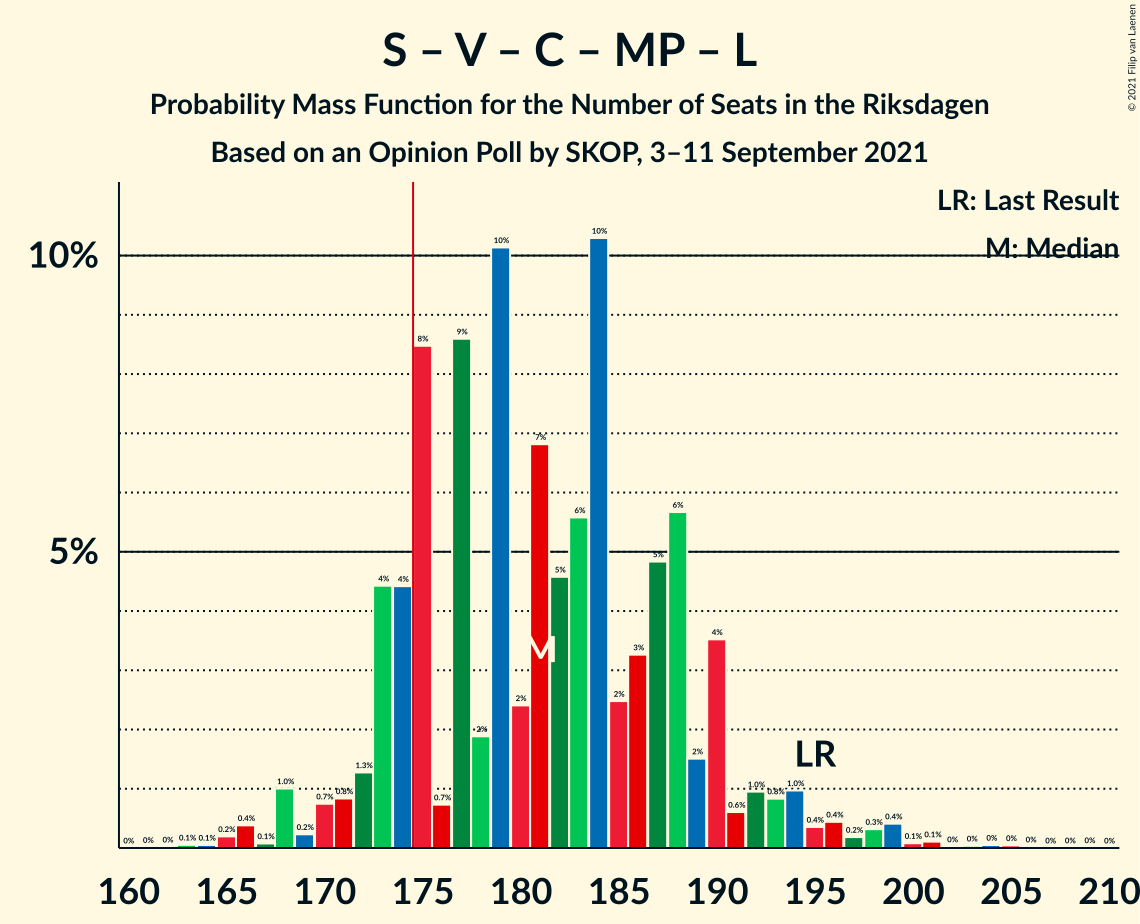 S – V – C – MP – L
Probability Mass Function for the Number of Seats in the Riksdagen
Based on an Opinion Poll by SKOP, 3–11 September 2021
© 2021 Filip van Laenen
LR: Last Result
M: Median
10%
5%
0% 0% 0% 0.1% 0.1% 0.2% 0.4% 0.1% 1.0% 0.2% 0.7% 0.8% 1.3% 4% 4% 8% 0.7% 9% 2% 10% 2% 7% 5% 6% 10% 2% 3% 5% 6% 2% 4% 0.6% 1.0% 0.8% 1.0% 0.4% 0.4% 0.2% 0.3% 0.4% 0.1% 0.1% 0% 0% 0% 0% 0% 0% 0% 0% 0%
M
LR
160 165 170 175 180 185 190 195 200 205 210